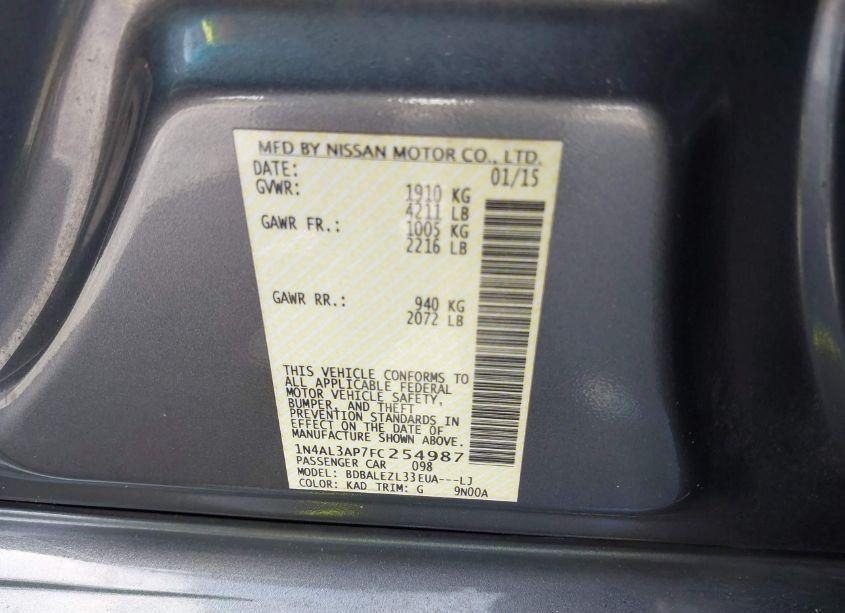 MFD BY NISSAN MOTOR CO., LTD.
DATE: 01/15
GVWR: 1910 KG
4211 LB
GAWR FR.: 1005 KG
2216 LB
GAWR RR.: 940 KG
2072 LB
THIS VEHICLE CONFORMS TO
ALL APPLICABLE FEDERAL
MOTOR VEHICLE SAFETY,
BUMPER, AND THEFT
PREVENTION STANDARDS IN
EFFECT ON THE DATE OF
MANUFACTURE SHOWN ABOVE.
1N4AL3AP7FC254987
PASSENGER CAR 098
MODEL: BDBALEZL33EUA---LJ
COLOR: KAD TRIM: G 9N00A